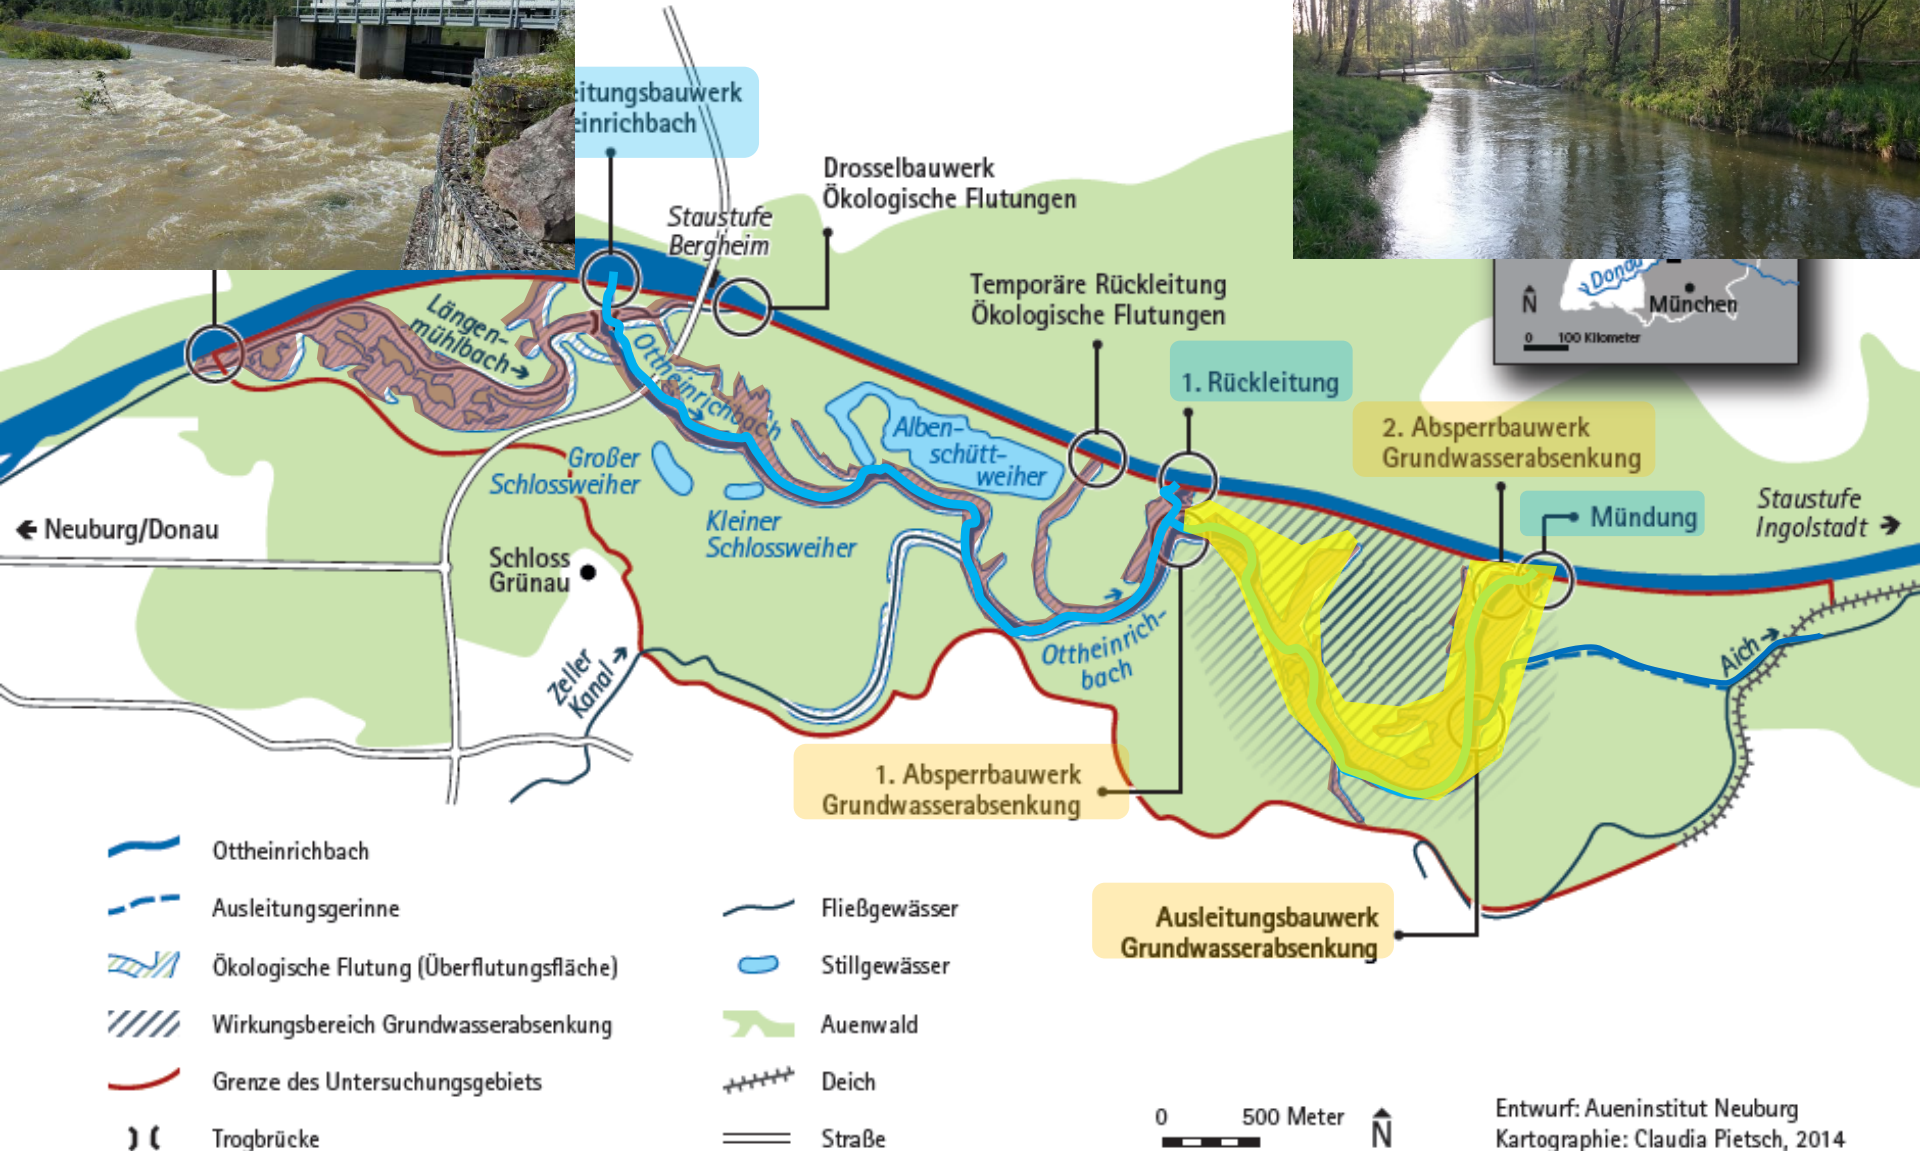 eitungsbauwerk
einrichbach
Drosselbauwerk
Ökologische Flutungen
Staustufe
Bergheim
Temporäre Rückleitung
Ökologische Flutungen
Donau
München
N
0 100 Kilometer
Längen-
mühlbach
Ottheinrichbach
1. Rückleitung
2. Absperrbauwerk
Grundwasserabsenkung
Mündung
Staustufe
Ingolstadt
Alben-
schütt-
weiher
Großer
Schlossweiher
Kleiner
Schlossweiher
Neuburg/Donau
Schloss
Grünau
Zeller
Kanal
Ottheinrich-
bach
Aich
1. Absperrbauwerk
Grundwasserabsenkung
Ausleitungsbauwerk
Grundwasserabsenkung
Ottheinrichbach
Ausleitungsgerinne
Ökologische Flutung (Überflutungsfläche)
Wirkungsbereich Grundwasserabsenkung
Grenze des Untersuchungsgebiets
Trogbrücke
Fließgewässer
Stillgewässer
Auenwald
Deich
Straße
0 500 Meter
N
Entwurf: Aueninstitut Neuburg
Kartographie: Claudia Pietsch, 2014